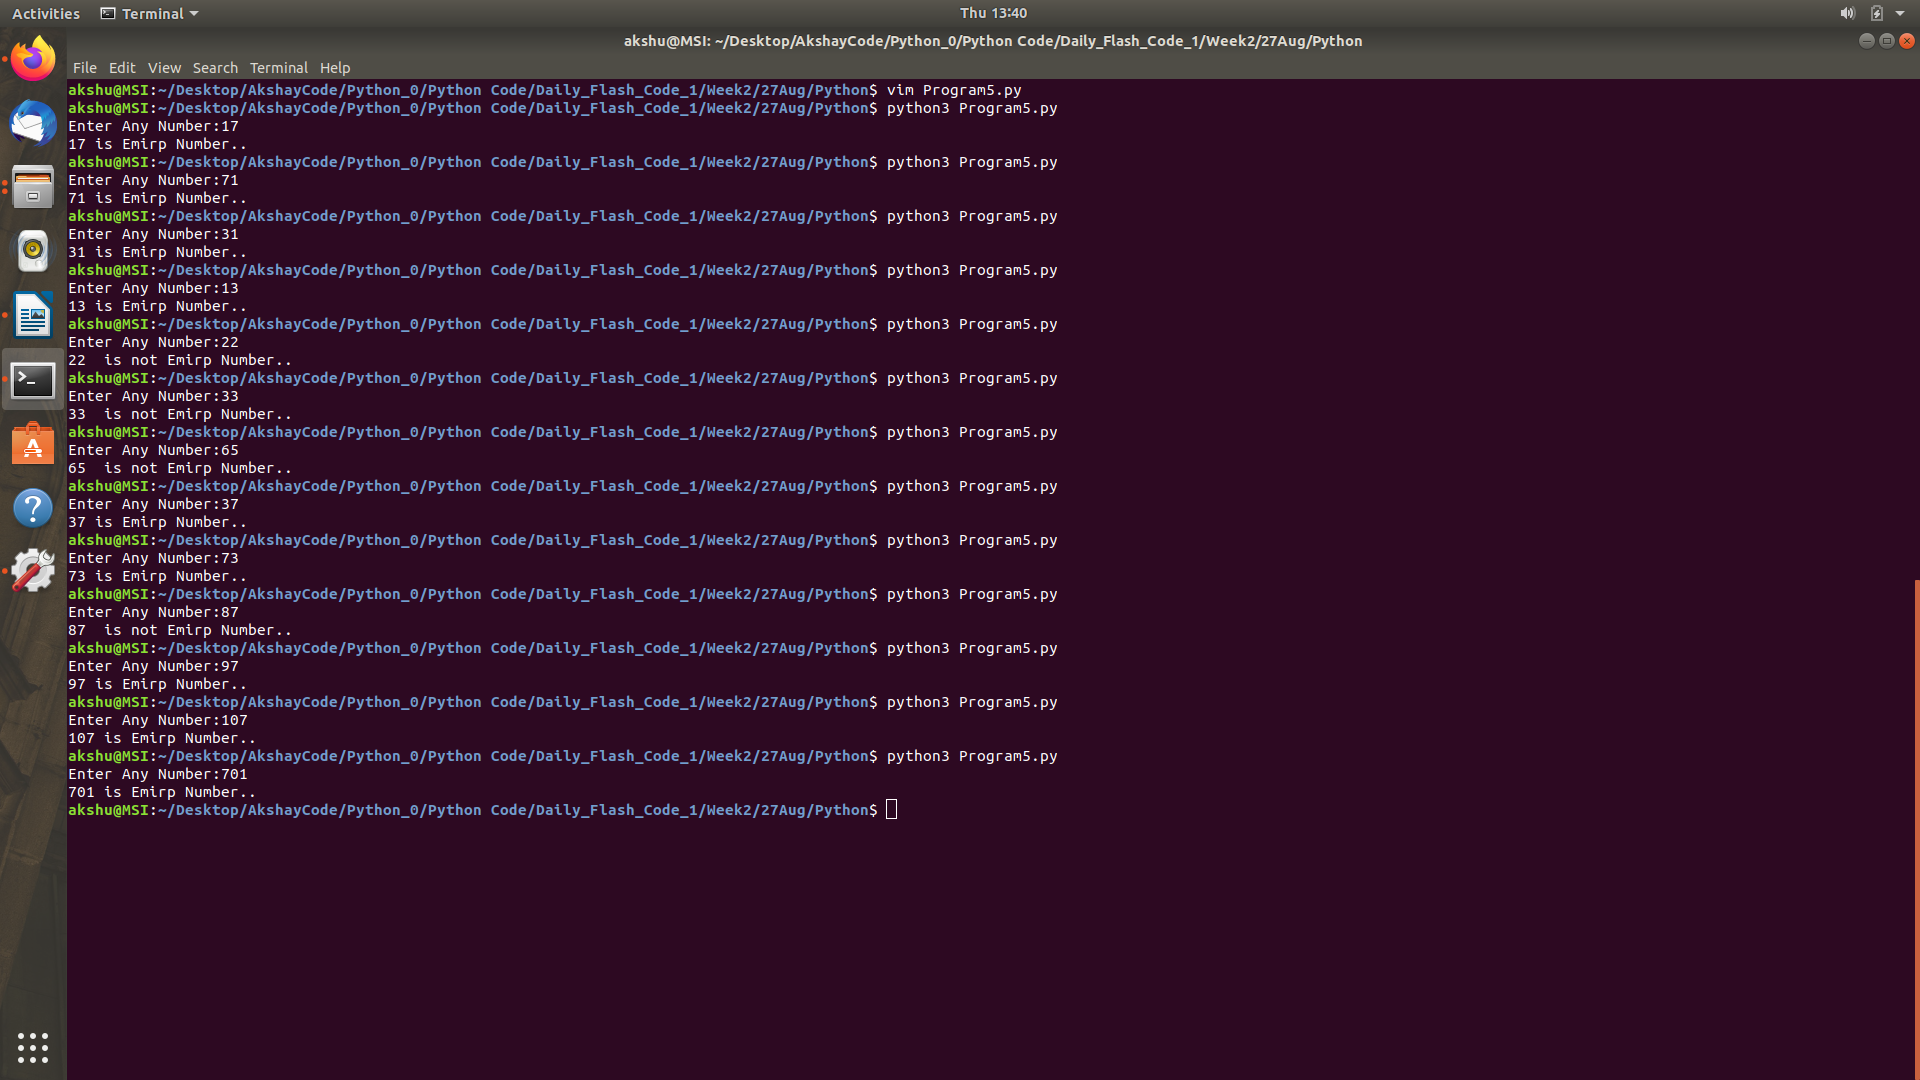 Activities Terminal Thu 13:40
akshu@MSI: ~/Desktop/AkshayCode/Python_0/Python Code/Daily_Flash_Code_1/Week2/27Aug/Python
File Edit View Search Terminal Help
akshu@MSI:~/Desktop/AkshayCode/Python_0/Python Code/Daily_Flash_Code_1/Week2/27Aug/Python$ vim Program5.py
akshu@MSI:~/Desktop/AkshayCode/Python_0/Python Code/Daily_Flash_Code_1/Week2/27Aug/Python$ python3 Program5.py
Enter Any Number:17
17 is Emirp Number..
akshu@MSI:~/Desktop/AkshayCode/Python_0/Python Code/Daily_Flash_Code_1/Week2/27Aug/Python$ python3 Program5.py
Enter Any Number:71
71 is Emirp Number..
akshu@MSI:~/Desktop/AkshayCode/Python_0/Python Code/Daily_Flash_Code_1/Week2/27Aug/Python$ python3 Program5.py
Enter Any Number:31
31 is Emirp Number..
akshu@MSI:~/Desktop/AkshayCode/Python_0/Python Code/Daily_Flash_Code_1/Week2/27Aug/Python$ python3 Program5.py
Enter Any Number:13
13 is Emirp Number..
akshu@MSI:~/Desktop/AkshayCode/Python_0/Python Code/Daily_Flash_Code_1/Week2/27Aug/Python$ python3 Program5.py
Enter Any Number:22
22  is not Emirp Number..
akshu@MSI:~/Desktop/AkshayCode/Python_0/Python Code/Daily_Flash_Code_1/Week2/27Aug/Python$ python3 Program5.py
Enter Any Number:33
33  is not Emirp Number..
akshu@MSI:~/Desktop/AkshayCode/Python_0/Python Code/Daily_Flash_Code_1/Week2/27Aug/Python$ python3 Program5.py
Enter Any Number:65
65  is not Emirp Number..
akshu@MSI:~/Desktop/AkshayCode/Python_0/Python Code/Daily_Flash_Code_1/Week2/27Aug/Python$ python3 Program5.py
Enter Any Number:37
37 is Emirp Number..
akshu@MSI:~/Desktop/AkshayCode/Python_0/Python Code/Daily_Flash_Code_1/Week2/27Aug/Python$ python3 Program5.py
Enter Any Number:73
73 is Emirp Number..
akshu@MSI:~/Desktop/AkshayCode/Python_0/Python Code/Daily_Flash_Code_1/Week2/27Aug/Python$ python3 Program5.py
Enter Any Number:87
87  is not Emirp Number..
akshu@MSI:~/Desktop/AkshayCode/Python_0/Python Code/Daily_Flash_Code_1/Week2/27Aug/Python$ python3 Program5.py
Enter Any Number:97
97 is Emirp Number..
akshu@MSI:~/Desktop/AkshayCode/Python_0/Python Code/Daily_Flash_Code_1/Week2/27Aug/Python$ python3 Program5.py
Enter Any Number:107
107 is Emirp Number..
akshu@MSI:~/Desktop/AkshayCode/Python_0/Python Code/Daily_Flash_Code_1/Week2/27Aug/Python$ python3 Program5.py
Enter Any Number:701
701 is Emirp Number..
akshu@MSI:~/Desktop/AkshayCode/Python_0/Python Code/Daily_Flash_Code_1/Week2/27Aug/Python$